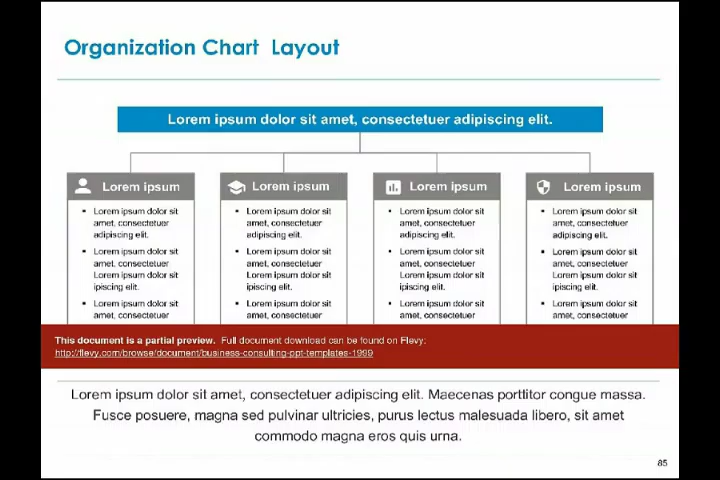 Organization Chart Layout
Lorem ipsum dolor sit amet, consectetuer adipiscing elit.
Lorem ipsum
Lorem ipsum dolor sit
amet, consectetuer
adipiscing elit.
Lorem ipsum dolor sit
amet, consectetuer
Lorem ipsum dolor sit
ipiscing elit.
Lorem ipsum dolor sit
amet, consectetuer
Lorem ipsum
Lorem ipsum dolor sit
amet, consectetuer
adipiscing elit.
Lorem ipsum dolor sit
amet, consectetuer
Lorem ipsum dolor sit
ipiscing elit.
Lorem ipsum dolor sit
amet, consectetuer
Lorem ipsum
Lorem ipsum dolor sit
amet, consectetuer
adipiscing elit.
Lorem ipsum dolor sit
amet, consectetuer
Lorem ipsum dolor sit
ipiscing elit.
Lorem ipsum dolor sit
amet, consectetuer
Lorem ipsum
Lorem ipsum dolor sit
amet, consectetuer
adipiscing elit.
Lorem ipsum dolor sit
amet, consectetuer
Lorem ipsum dolor sit
ipiscing elit.
Lorem ipsum dolor sit
amet, consectetuer
This document is a partial preview. Full document download can be found on Flevy:
http://flevy.com/browse/document/business-consulting-ppt-templates-1999
Lorem ipsum dolor sit amet, consectetuer adipiscing elit. Maecenas porttitor congue massa.
Fusce posuere, magna sed pulvinar ultricies, purus lectus malesuada libero, sit amet
commodo magna eros quis urna.
85